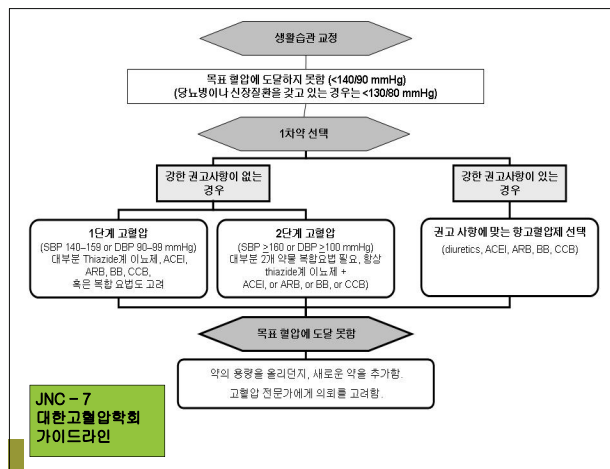 생활습관 교정
목표 혈압에 도달하지 못함 (<140/90 mmHg)
(당뇨병이나 신장질환을 갖고 있는 경우는 <130/80 mmHg)
1차약 선택
강한 권고사항이 없는
경우
강한 권고사항이 있는
경우
1단계 고혈압
(SBP 140–159 or DBP 90–99 mmHg)
대부분 Thiazide계 이뇨제, ACEI,
ARB, BB, CCB,
혹은 복합 요법도 고려
2단계 고혈압
(SBP ≥160 or DBP ≥100 mmHg)
대부분 2개 약물 복합요법 필요, 항상
thiazide계 이뇨제 +
ACEI, or ARB, or BB, or CCB)
권고 사항에 맞는 항고혈압제 선택
(diuretics, ACEI, ARB, BB, CCB)
목표 혈압에 도달 못함
약의 용량을 올리던지, 새로운 약을 추가함.
고혈압 전문가에게 의뢰를 고려함.
JNC – 7
대한고혈압학회
가이드라인